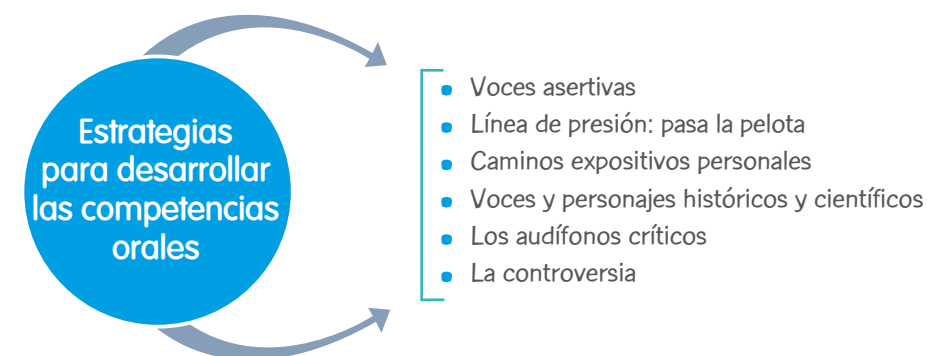 Estrategias
para desarrollar
las competencias
orales
Voces asertivas
Línea de presión: pasa la pelota
Caminos expositivos personales
Voces y personajes históricos y científicos
Los audífonos críticos
La controversia